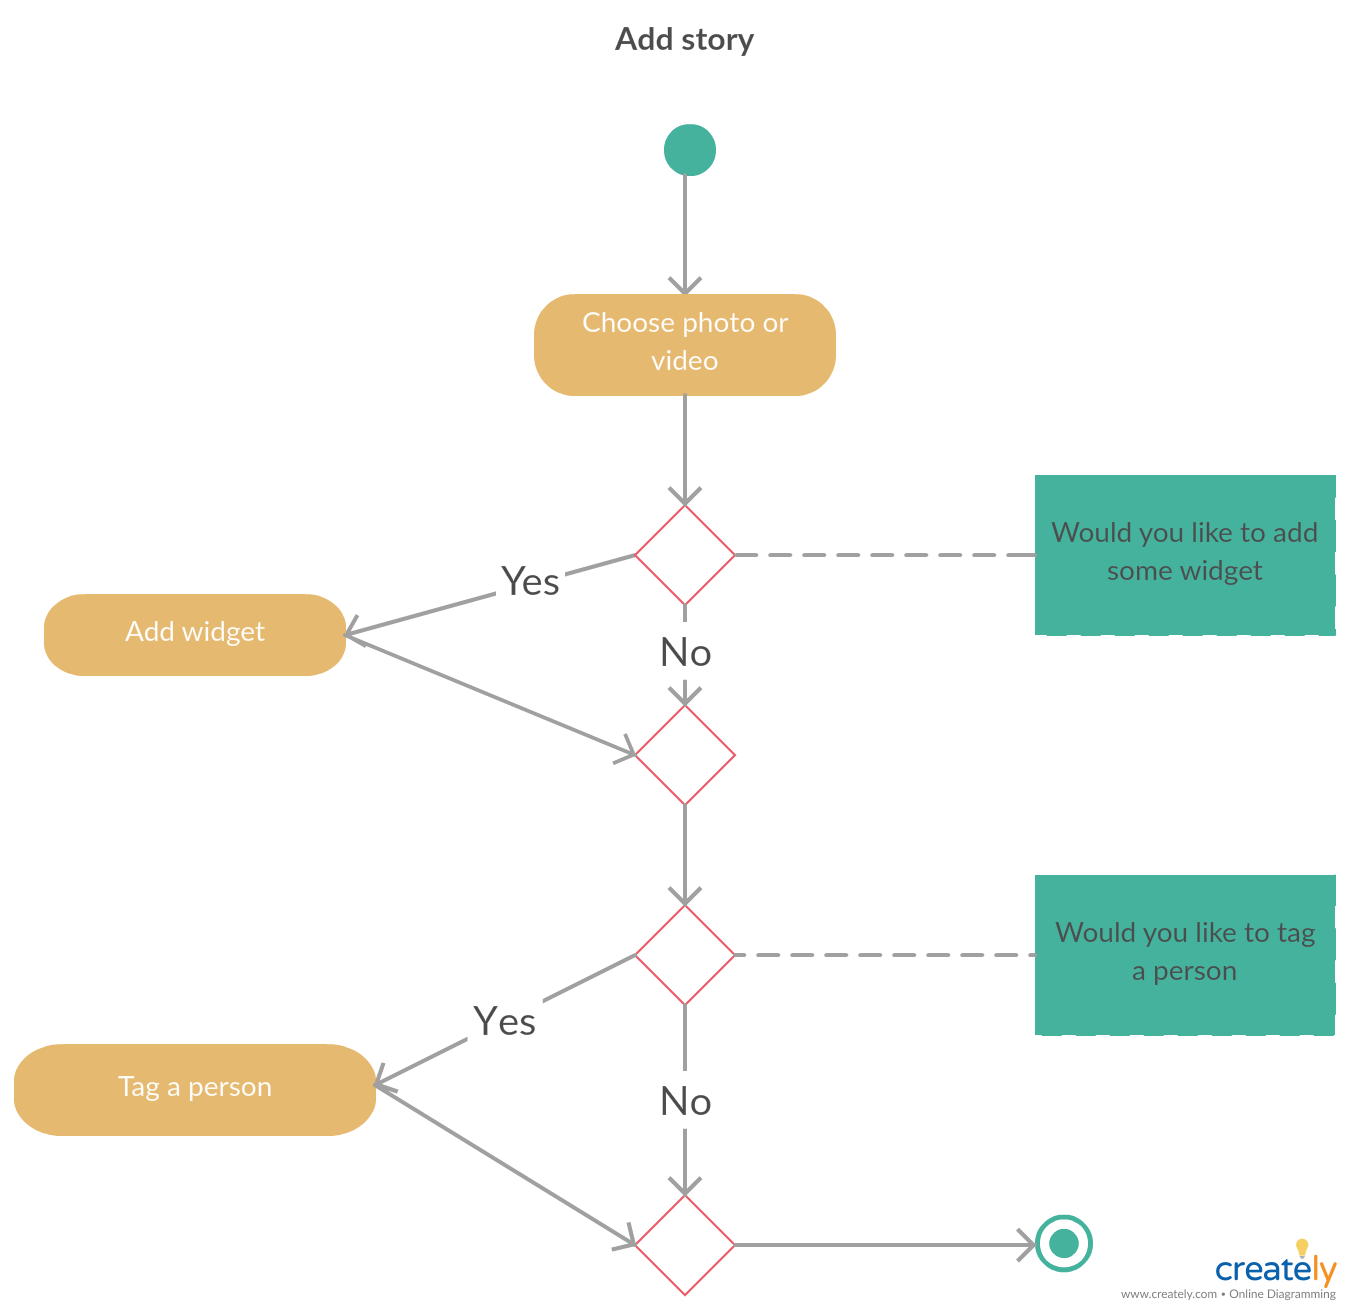 Add story
Choose photo or
video
Would you like to add
some widget
Yes
Add widget
No
Would you like to tag
a person
Yes
Tag a person
No
creately
www.creately.com • Online Diagramming